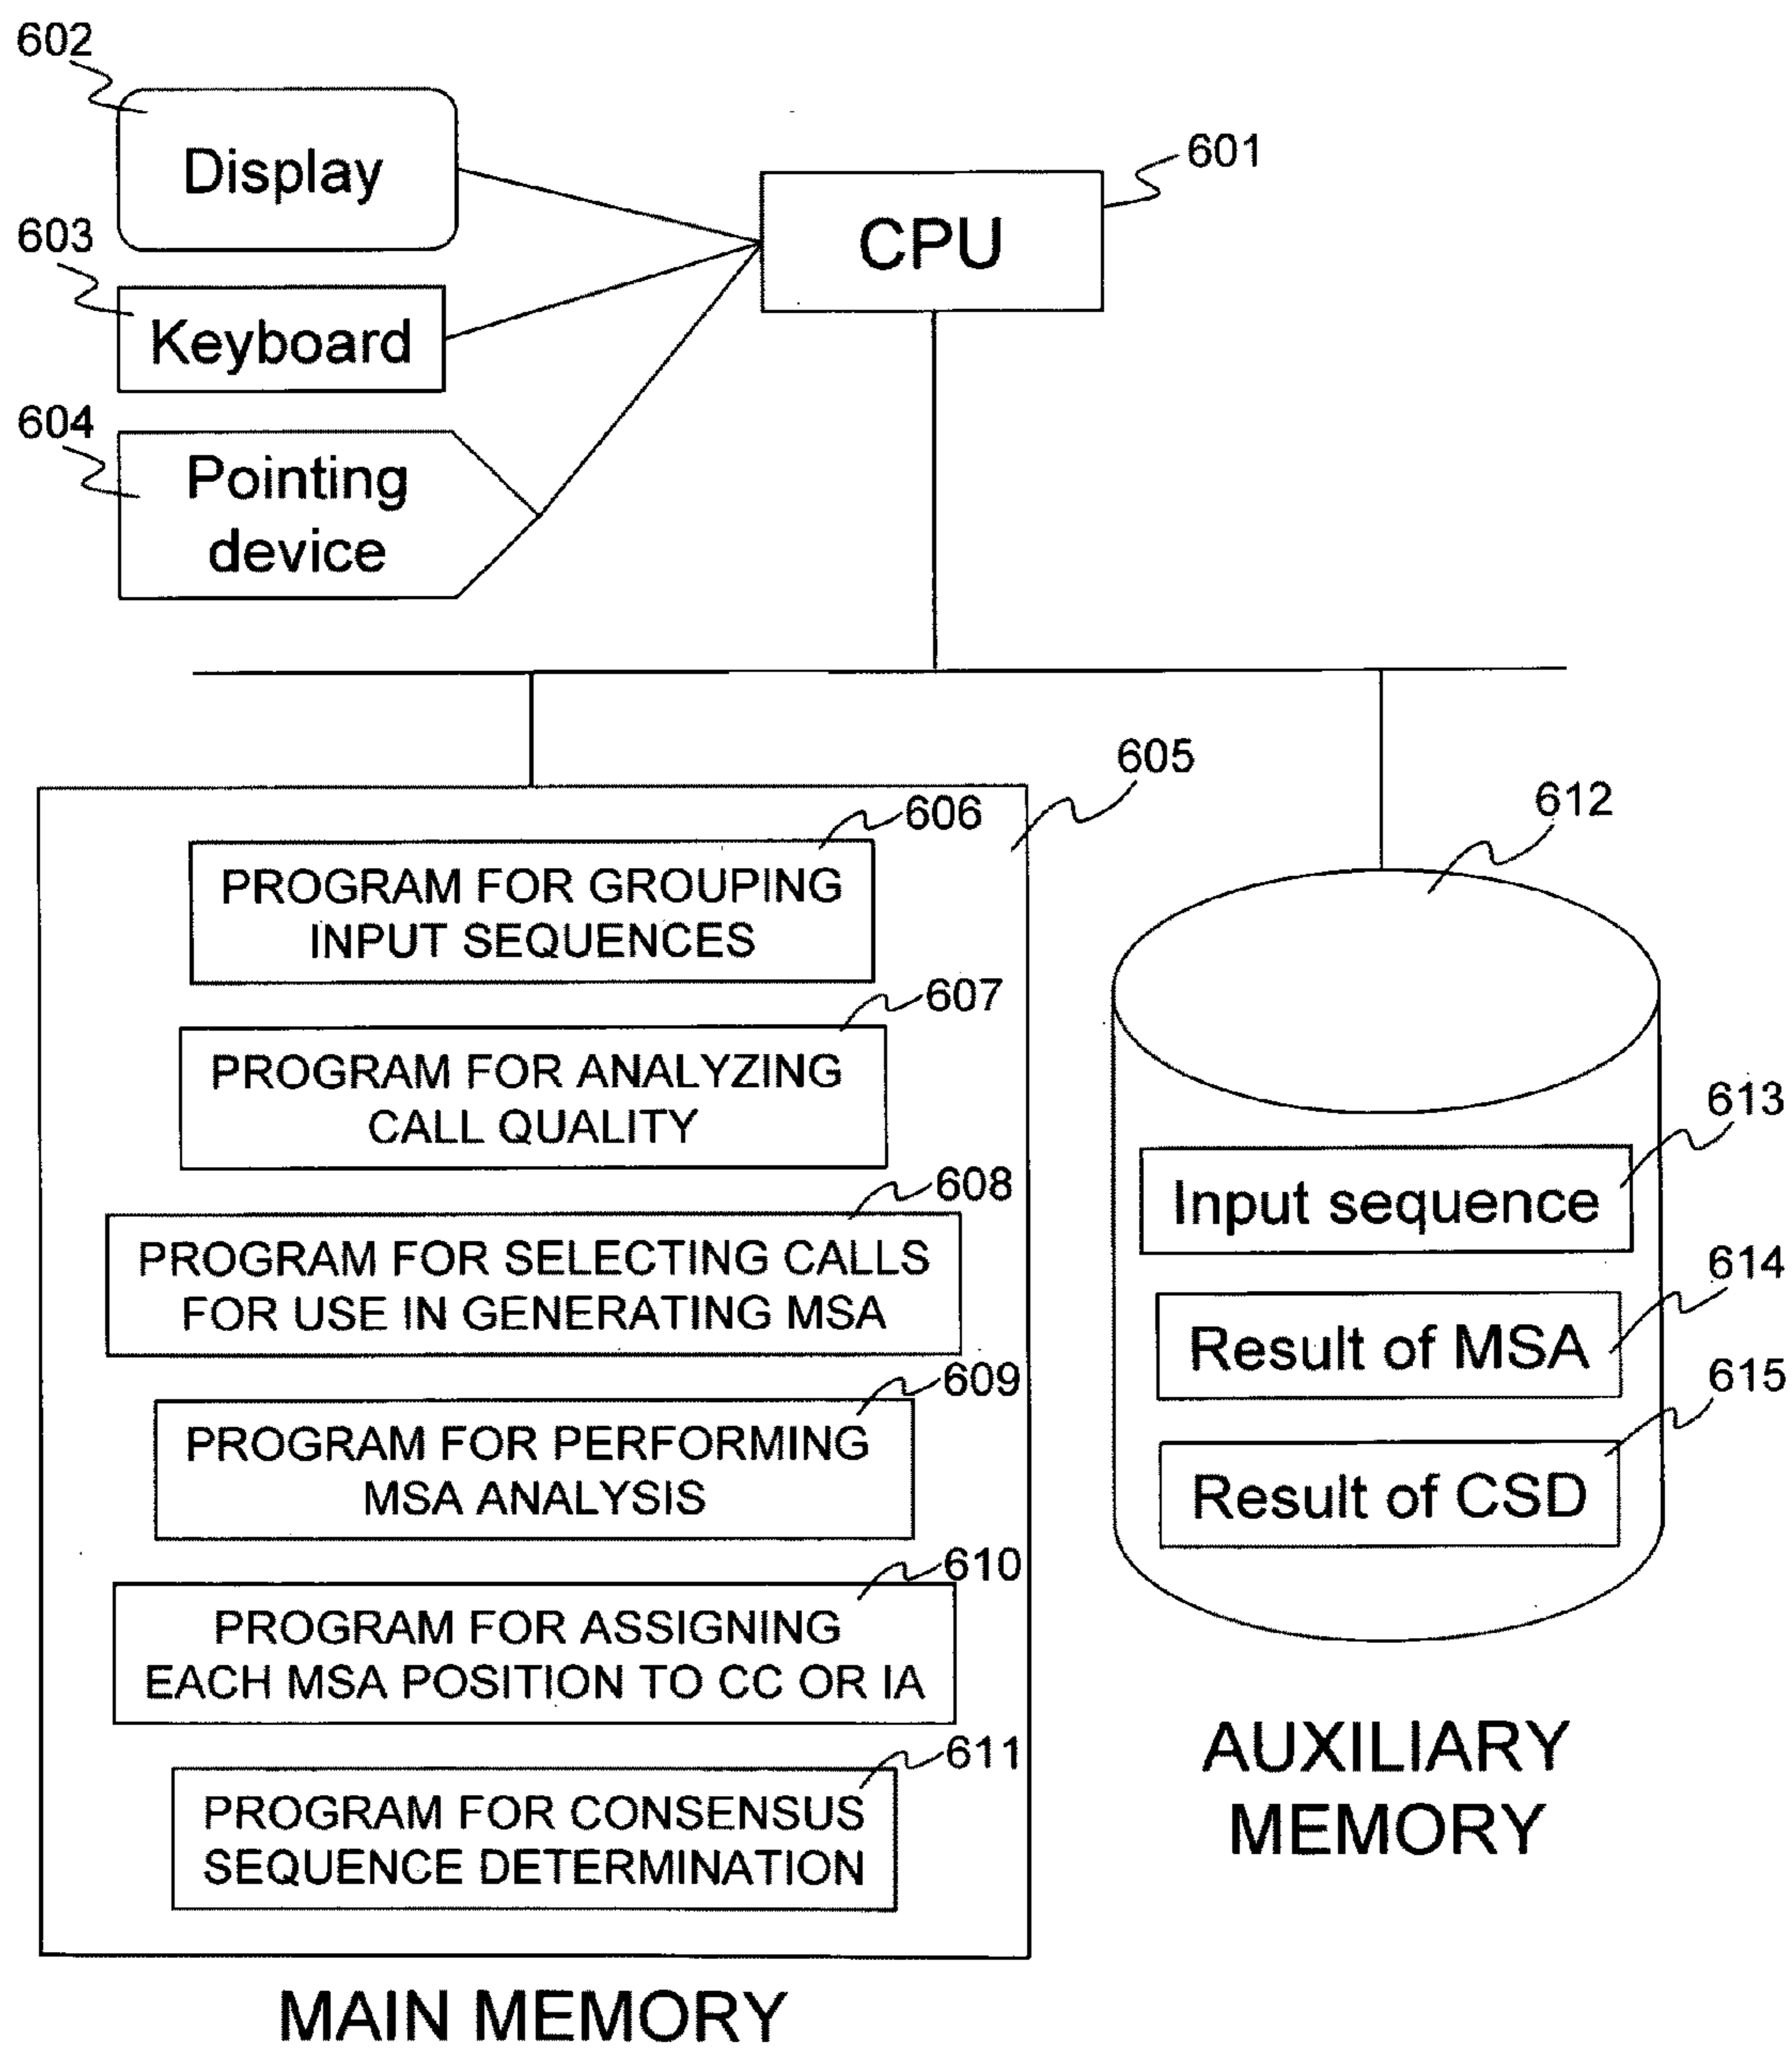 602
Display
601
CPU
603
Keyboard
604
Pointing
device
605
612
606
PROGRAM FOR GROUPING
INPUT SEQUENCES
607
PROGRAM FOR ANALYZING
CALL QUALITY
608
PROGRAM FOR SELECTING CALLS
FOR USE IN GENERATING MSA
609
PROGRAM FOR PERFORMING
MSA ANALYSIS
610
PROGRAM FOR ASSIGNING
EACH MSA POSITION TO CC OR IA
611
PROGRAM FOR CONSENSUS
SEQUENCE DETERMINATION
MAIN MEMORY
613
Input sequence
614
Result of MSA
615
Result of CSD
AUXILIARY
MEMORY